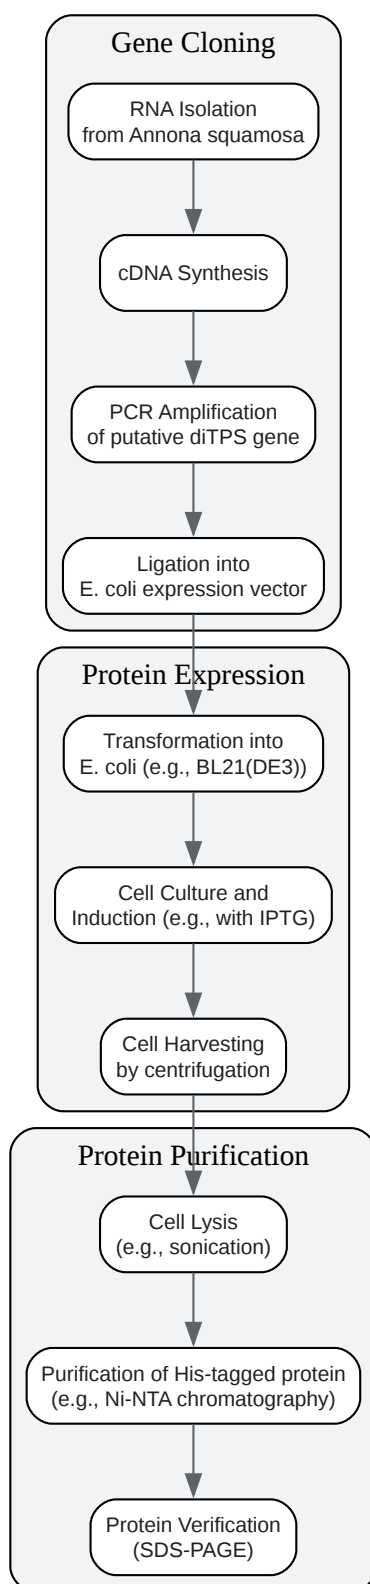 Gene Cloning
RNA Isolation
from Annona squamosa
cDNA Synthesis
PCR Amplification
of putative diTPS gene
Ligation into
E. coli expression vector
Protein Expression
Transformation into
E. coli (e.g., BL21(DE3))
Cell Culture and
Induction (e.g., with IPTG)
Cell Harvesting
by centrifugation
Protein Purification
Cell Lysis
(e.g., sonication)
Purification of His-tagged protein
(e.g., Ni-NTA chromatography)
Protein Verification
(SDS-PAGE)